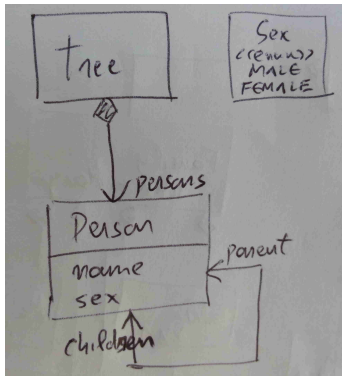 Tree
Sex
<<enum>>
MALE
FEMALE
persons
Person
name
sex
parent
children